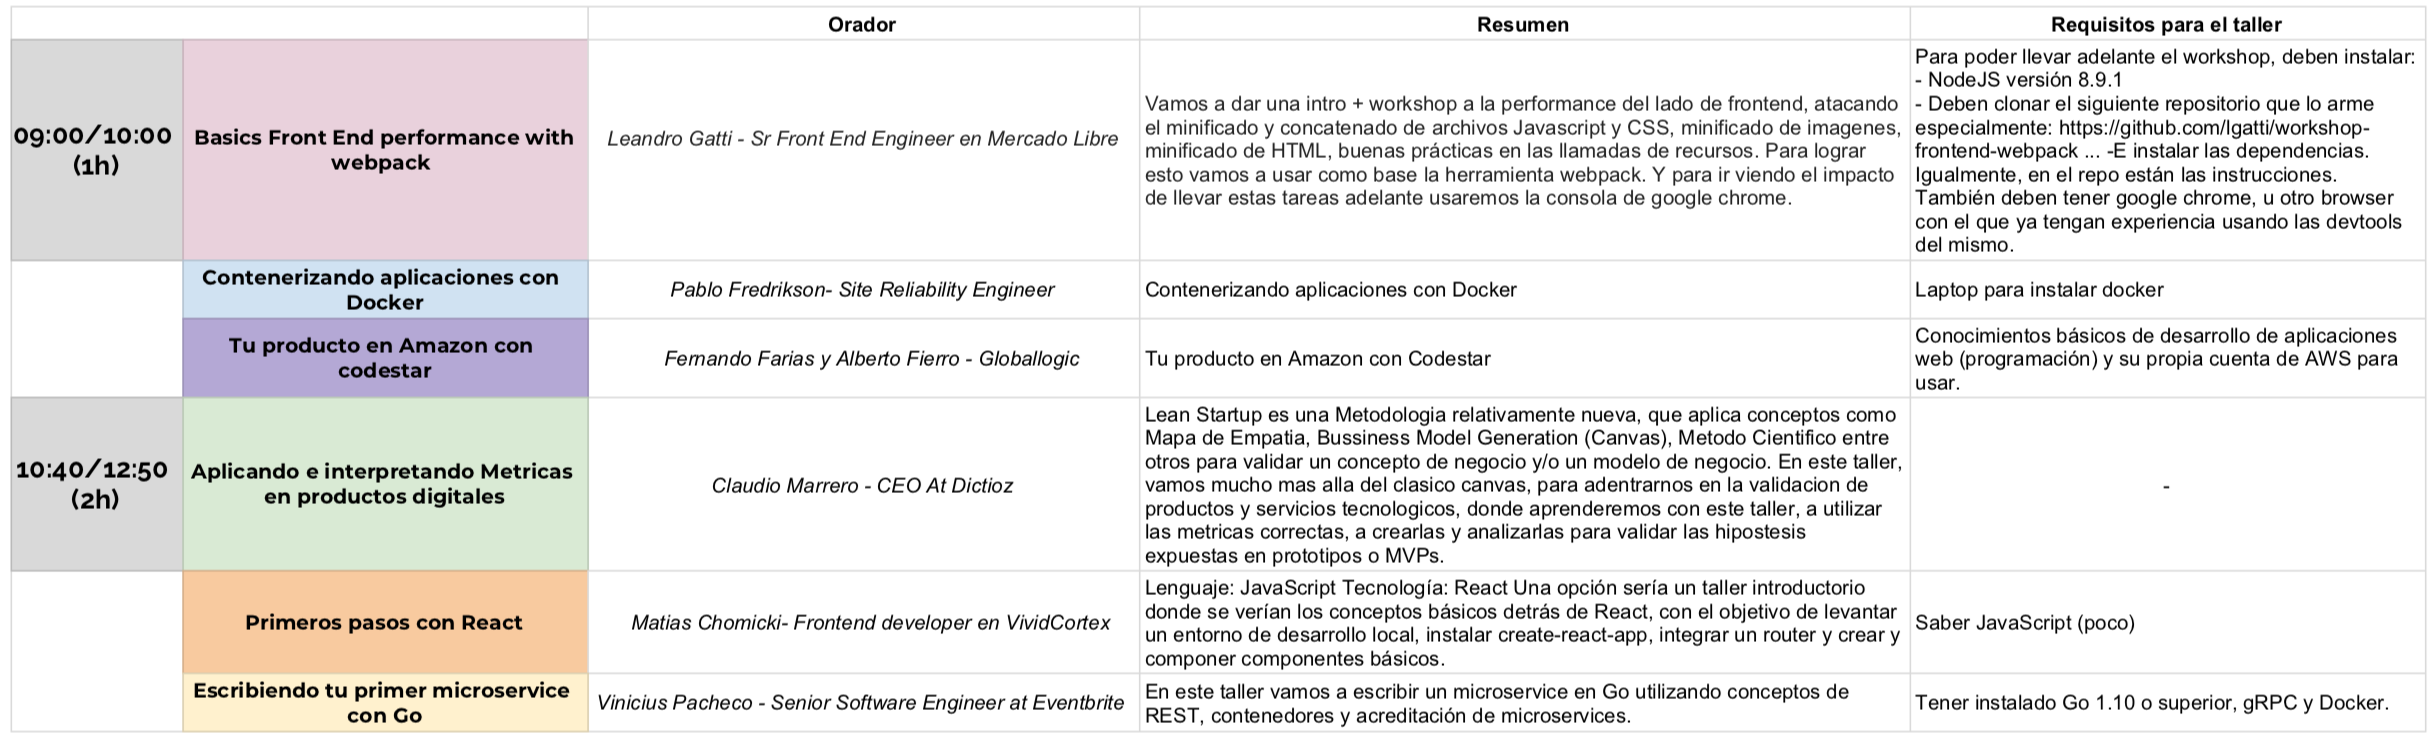 Orador
Resumen
Requisitos para el taller
09:00/10:00
(1h)
Basics Front End performance with
webpack
Leandro Gatti - Sr Front End Engineer en Mercado Libre
Vamos a dar una intro + workshop a la performance del lado de frontend, atacando
el minificado y concatenado de archivos Javascript y CSS, minificado de imagenes,
minificado de HTML, buenas prácticas en las llamadas de recursos. Para lograr
esto vamos a usar como base la herramienta webpack. Y para ir viendo el impacto
de llevar estas tareas adelante usaremos la consola de google chrome.
Para poder llevar adelante el workshop, deben instalar:
- NodeJS versión 8.9.1
- Deben clonar el siguiente repositorio que lo arme
especialmente: https://github.com/lgatti/workshop-
frontend-webpack ... -E instalar las dependencias.
Igualmente, en el repo están las instrucciones.
También deben tener google chrome, u otro browser
con el que ya tengan experiencia usando las devtools
del mismo.
Contenerizando aplicaciones con
Docker
Pablo Fredrikson- Site Reliability Engineer
Contenerizando aplicaciones con Docker
Laptop para instalar docker
Tu producto en Amazon con
codestar
Fernando Farias y Alberto Fierro - Globallogic
Tu producto en Amazon con Codestar
Conocimientos básicos de desarrollo de aplicaciones
web (programación) y su propia cuenta de AWS para
usar.
10:40/12:50
(2h)
Aplicando e interpretando Metricas
en productos digitales
Claudio Marrero - CEO At Dictioz
Lean Startup es una Metodologia relativamente nueva, que aplica conceptos como
Mapa de Empatia, Bussiness Model Generation (Canvas), Metodo Cientifico entre
otros para validar un concepto de negocio y/o un modelo de negocio. En este taller,
vamos mucho mas alla del clasico canvas, para adentrarnos en la validacion de
productos y servicios tecnologicos, donde aprenderemos con este taller, a utilizar
las metricas correctas, a crearlas y analizarlas para validar las hipostesis
expuestas en prototipos o MVPs.
-
Primeros pasos con React
Matias Chomicki- Frontend developer en VividCortex
Lenguaje: JavaScript Tecnología: React Una opción sería un taller introductorio
donde se verían los conceptos básicos detrás de React, con el objetivo de levantar
un entorno de desarrollo local, instalar create-react-app, integrar un router y crear y
componer componentes básicos.
Saber JavaScript (poco)
Escribiendo tu primer microservice
con Go
Vinicius Pacheco - Senior Software Engineer at Eventbrite
En este taller vamos a escribir un microservice en Go utilizando conceptos de
REST, contenedores y acreditación de microservices.
Tener instalado Go 1.10 o superior, gRPC y Docker.